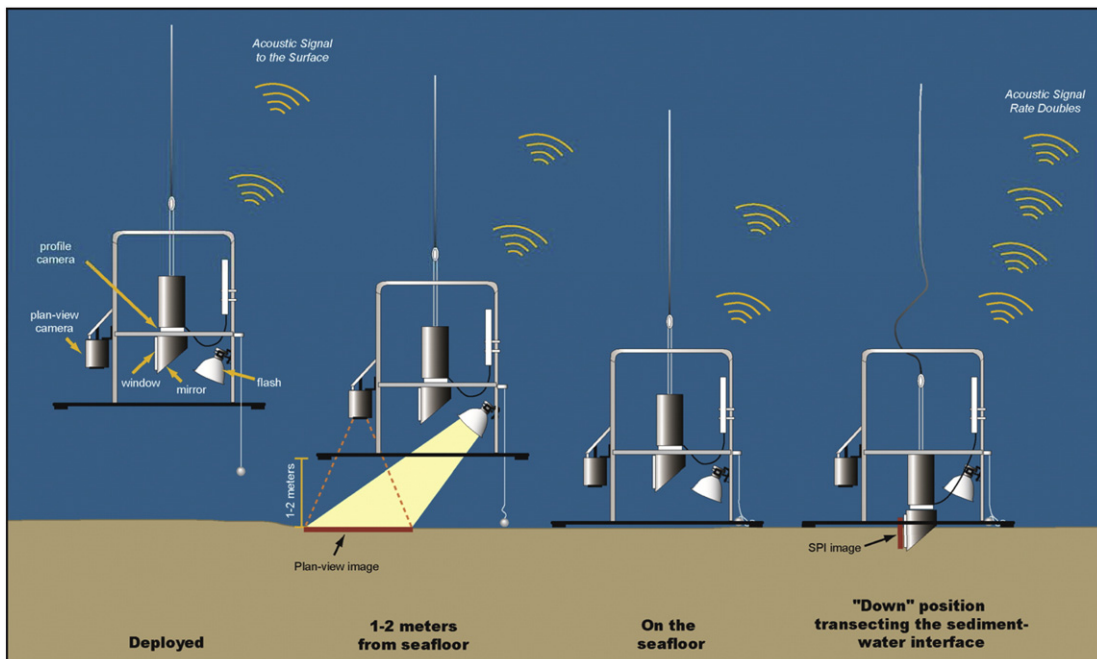 Acoustic Signal
to the Surface
Acoustic Signal
Rate Doubles
profile
camera
plan-view
camera
window
mirror
flash
1-2 meters
Plan-view image
SPI image
Deployed
1-2 meters
from seafloor
On the
seafloor
"Down" position
transecting the sediment-
water interface